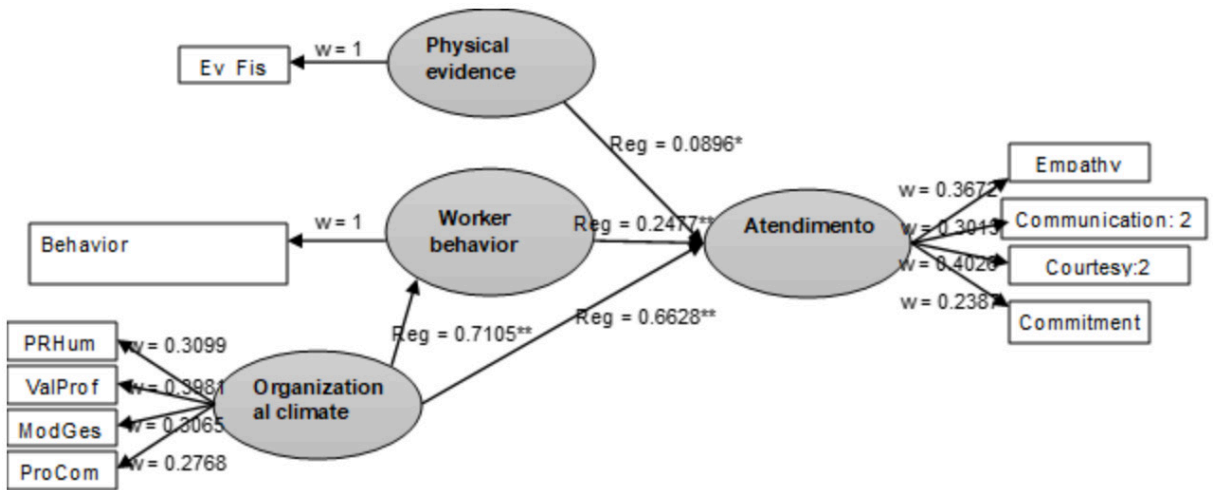 Physical
evidence
w = 1
Ev Fis
Reg = 0.0896*
Empathy
w = 0.3672
Worker
behavior
w = 1
Behavior
Reg = 0.2477**
Atendimento
Communication: 2
w = 0.3013
Courtesy:2
w = 0.4026
w = 0.2387
Commitment
Reg = 0.7105**
Reg = 0.6628**
PRHum
w = 0.3099
ValProf
w = 0.3981
ModGes
w = 0.3065
ProCom
w = 0.2768
Organization
al climate